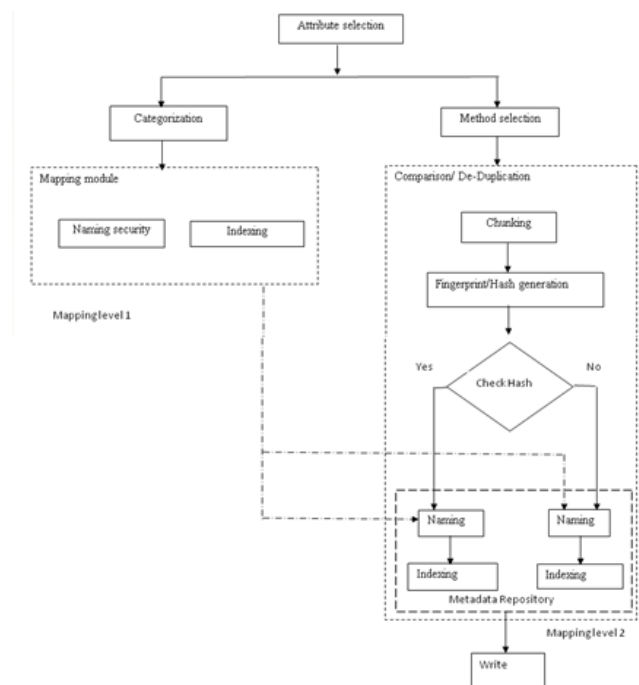 Attribute selection
Categorization
Method selection
Mapping module
Comparison/ De-Duplication
Naming security
Indexing
Chunking
Fingerprint/Hash generation
Mapping level 1
Yes
No
Check Hash
Naming
Naming
Indexing
Indexing
Metadata Repository
Mapping level 2
Write